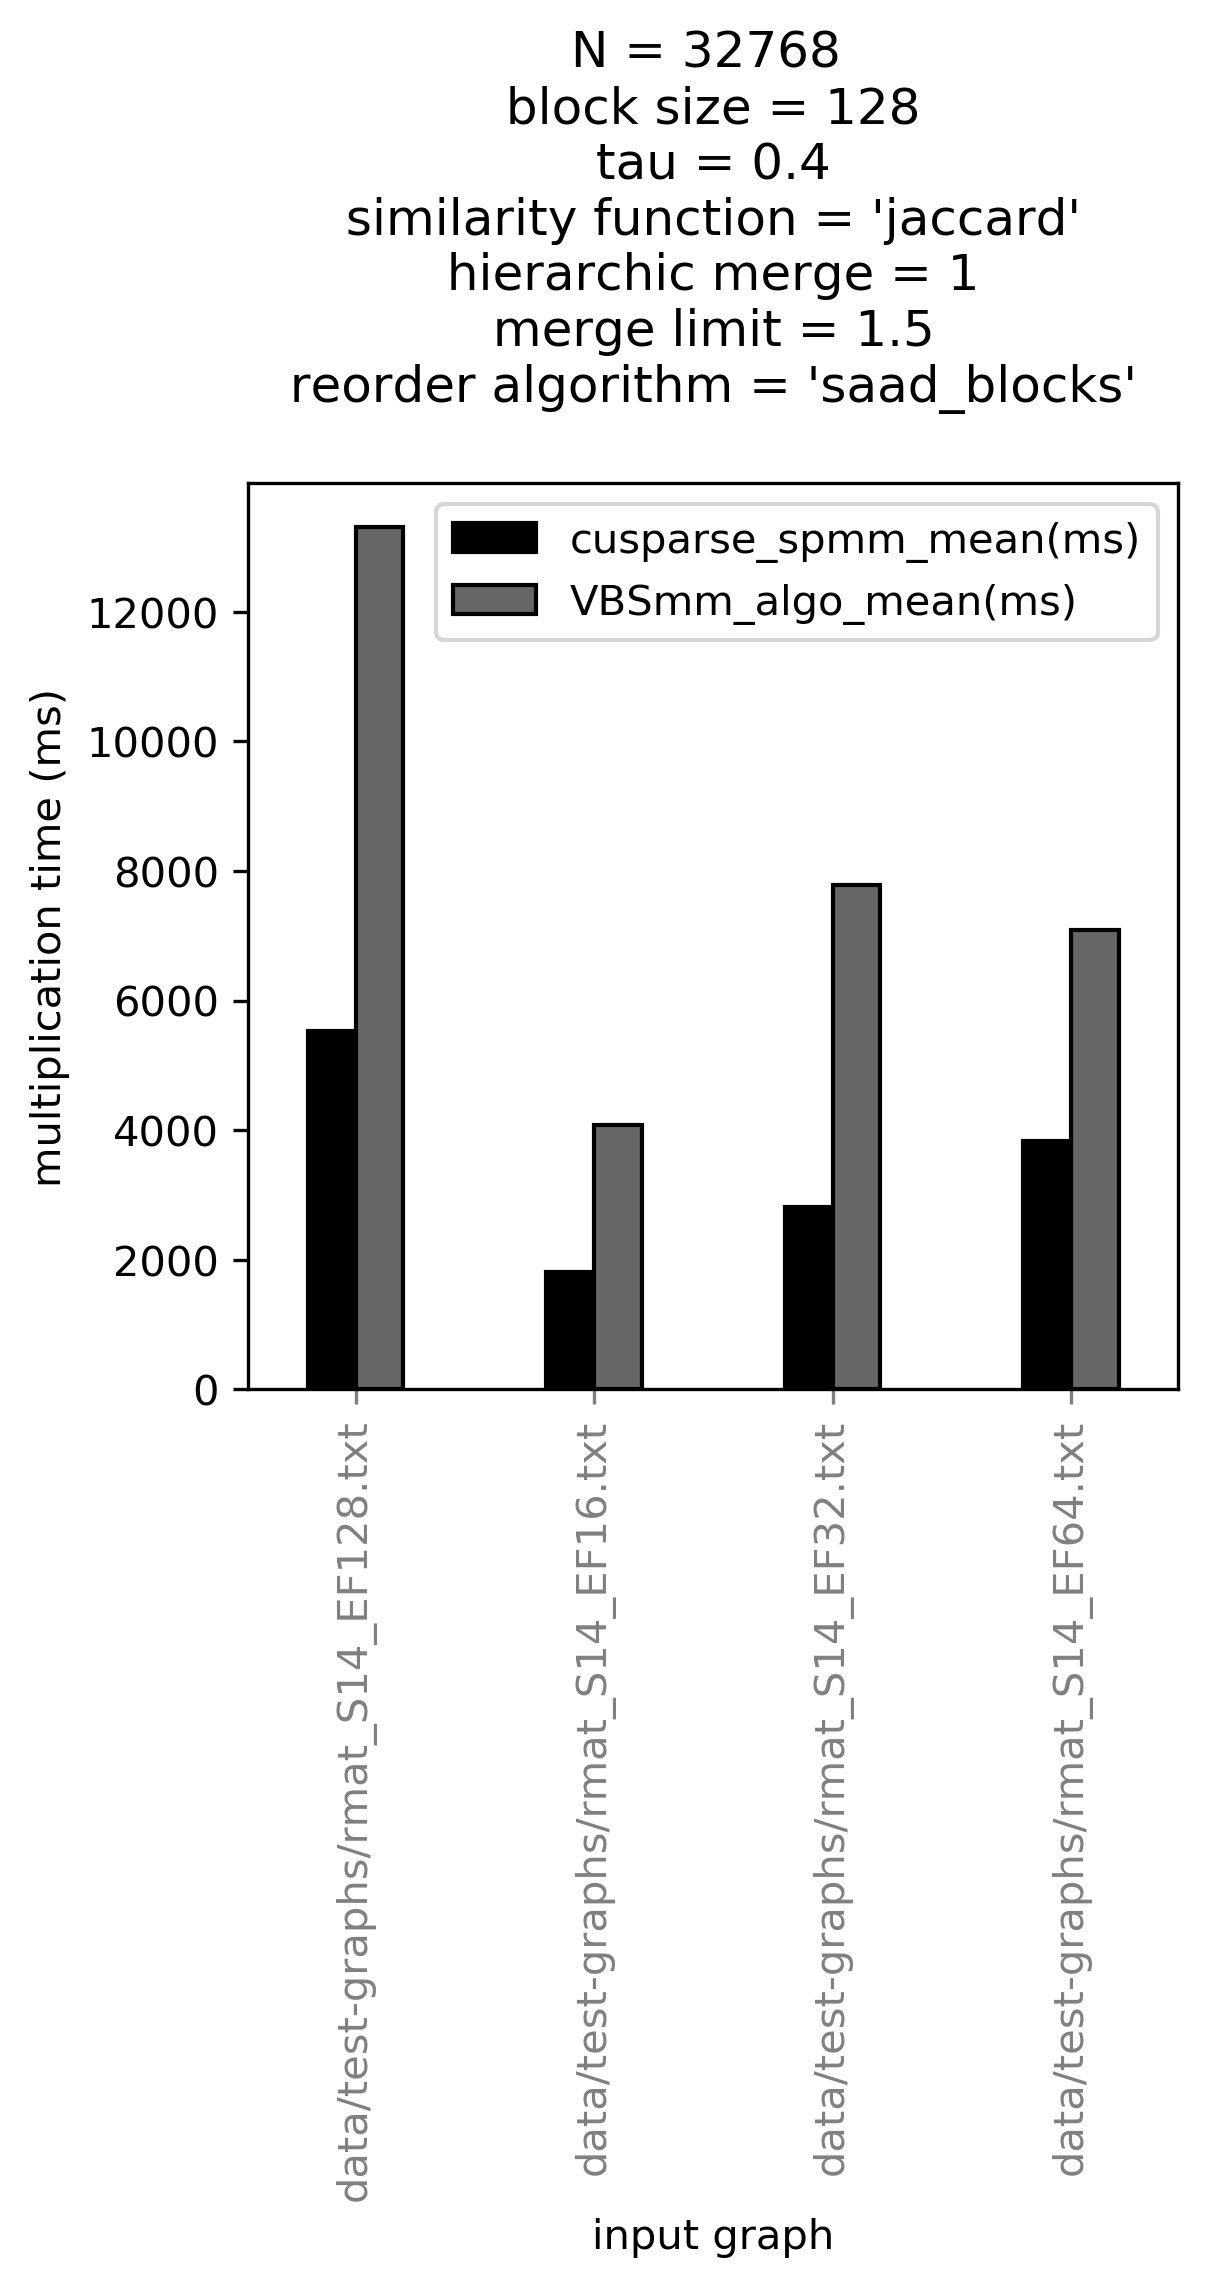 N = 32768
block size = 128
tau = 0.4
similarity function = 'jaccard'
hierarchic merge = 1
merge limit = 1.5
reorder algorithm = 'saad_blocks'
cusparse_spmm_mean(ms)
VBSmm_algo_mean(ms)
multiplication time (ms)
12000
10000
8000
6000
4000
2000
0
data/test-graphs/rmat_S14_EF128.txt
data/test-graphs/rmat_S14_EF16.txt
data/test-graphs/rmat_S14_EF32.txt
data/test-graphs/rmat_S14_EF64.txt
input graph